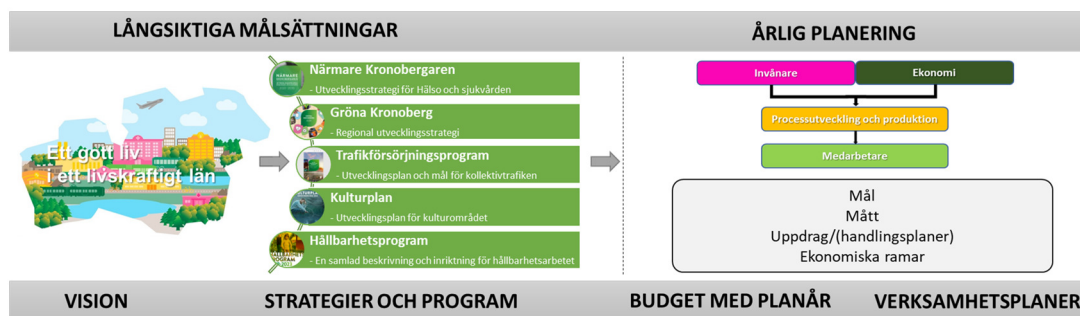 LÅNGSIKTIGA MÅLSÄTTNINGAR
ÅRLIG PLANERING
Ett gott liv
i ett livskraftigt län
Närmare Kronobergaren
- Utvecklingsstrategi för Hälso och sjukvården
Gröna Kronoberg
- Regional utvecklingsstrategi
Trafikförsörjningsprogram
- Utvecklingsplan och mål för kollektivtrafiken
Kulturplan
- Utvecklingsplan för kulturområdet
Hållbarhetsprogram
- En samlad beskrivning och inriktning för hållbarhetsarbetet
Invånare
Ekonomi
Processutveckling och produktion
Medarbetare
Mål
Mått
Uppdrag/(handlingsplaner)
Ekonomiska ramar
VISION
STRATEGIER OCH PROGRAM
BUDGET MED PLANÅR
VERKSAMHETSPLANER